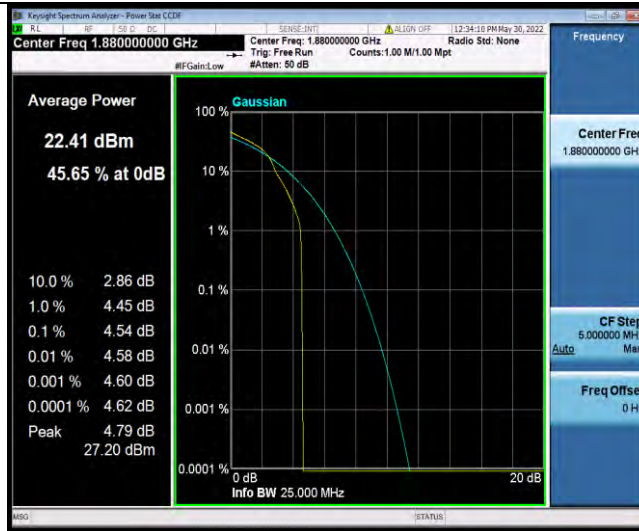 Keysight Spectrum Analyzer - Power Stat CCDF
RL RF 50 Ω DC SENSE:INT ALIGN OFF 12:34:10 PM May 30, 2022
Center Freq 1.880000000 GHz
Center Freq: 1.880000000 GHz Radio Std: None
Trig: Free Run Counts:1.00 M/1.00 Mpt
#IFGain:Low #Atten: 50 dB
Frequency
Average Power
22.41 dBm
45.65 % at 0dB
10.0 % 2.86 dB
1.0 % 4.45 dB
0.1 % 4.54 dB
0.01 % 4.58 dB
0.001 % 4.60 dB
0.0001 % 4.62 dB
Peak 4.79 dB
27.20 dBm
Gaussian
100 %
10 %
1 %
0.1 %
0.01 %
0.001 %
0.0001 %
0 dB 20 dB
Info BW 25.000 MHz
Center Fre
1.880000000 GH
CF Step
5.000000 MH
Auto Ma
Freq Offse
0 H
MSG STATUS